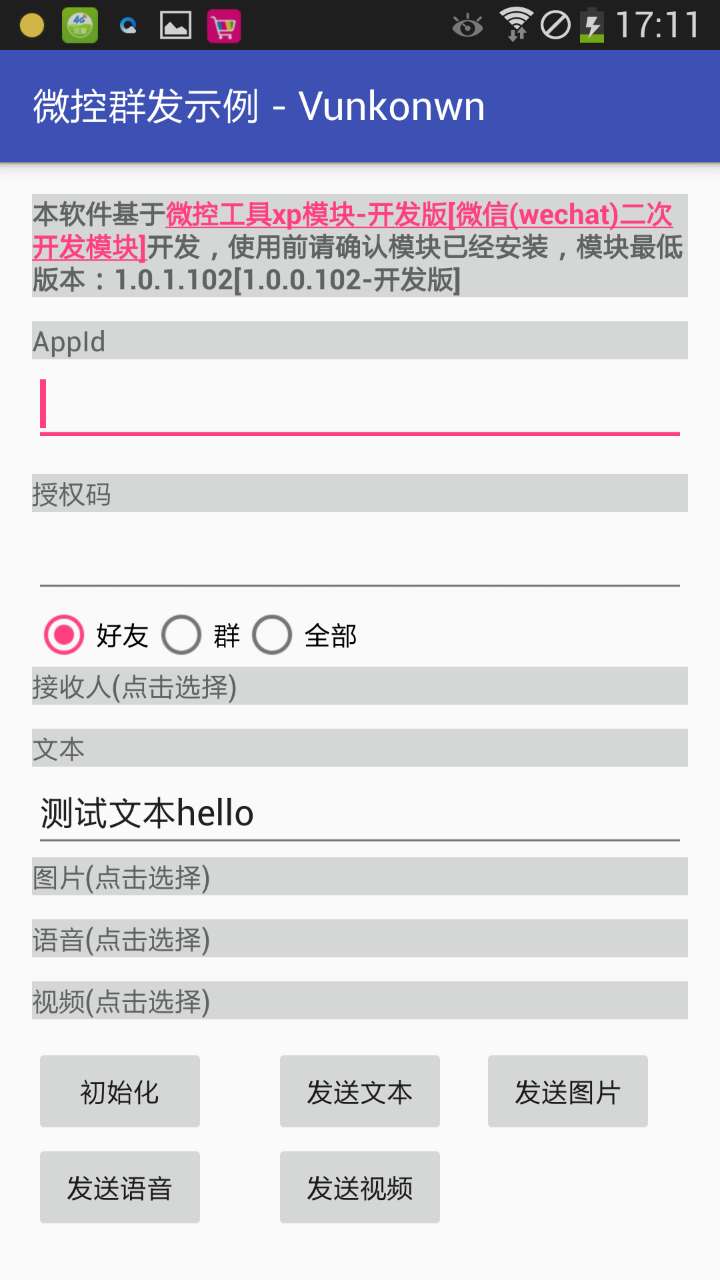 17:11
微控群发示例 - Vunkonwn
本软件基于微控工具xp模块-开发版[微信(wechat)二次
开发模块]开发，使用前请确认模块已经安装，模块最低
版本：1.0.1.102[1.0.0.102-开发版]
AppId
授权码
好友 群 全部
接收人(点击选择)
文本
测试文本hello
图片(点击选择)
语音(点击选择)
视频(点击选择)
初始化 发送文本 发送图片
发送语音 发送视频